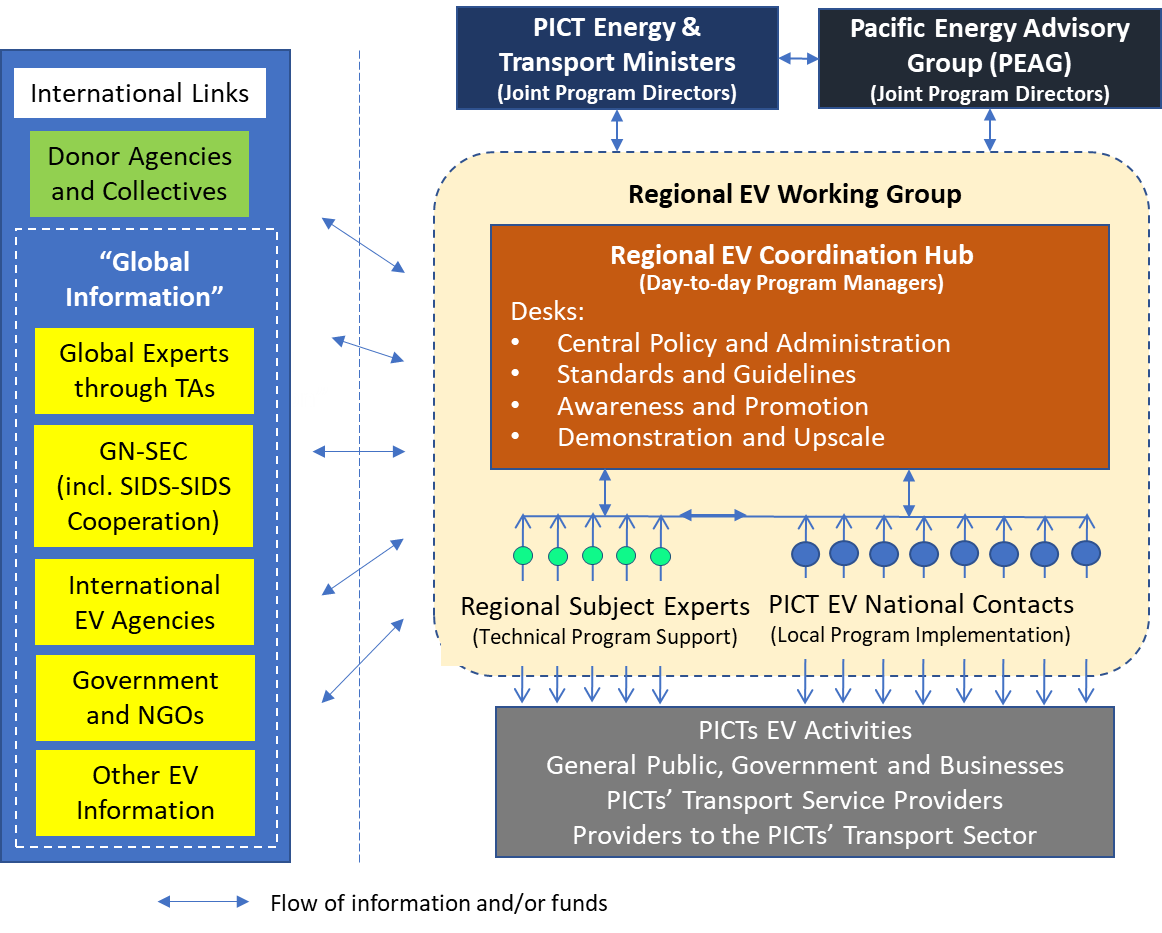 PICT Energy &
Transport Ministers
(Joint Program Directors)
Pacific Energy Advisory
Group (PEAG)
(Joint Program Directors)
International Links
Donor Agencies
and Collectives
“Global
Information”
Global Experts
through TAs
GN-SEC
(incl. SIDS-SIDS
Cooperation)
International
EV Agencies
Government
and NGOs
Other EV
Information
Regional EV Working Group
Regional EV Coordination Hub
(Day-to-day Program Managers)
Desks:
• Central Policy and Administration
• Standards and Guidelines
• Awareness and Promotion
• Demonstration and Upscale
Regional Subject Experts
(Technical Program Support)
PICT EV National Contacts
(Local Program Implementation)
PICTs EV Activities
General Public, Government and Businesses
PICTs’ Transport Service Providers
Providers to the PICTs’ Transport Sector
Flow of information and/or funds